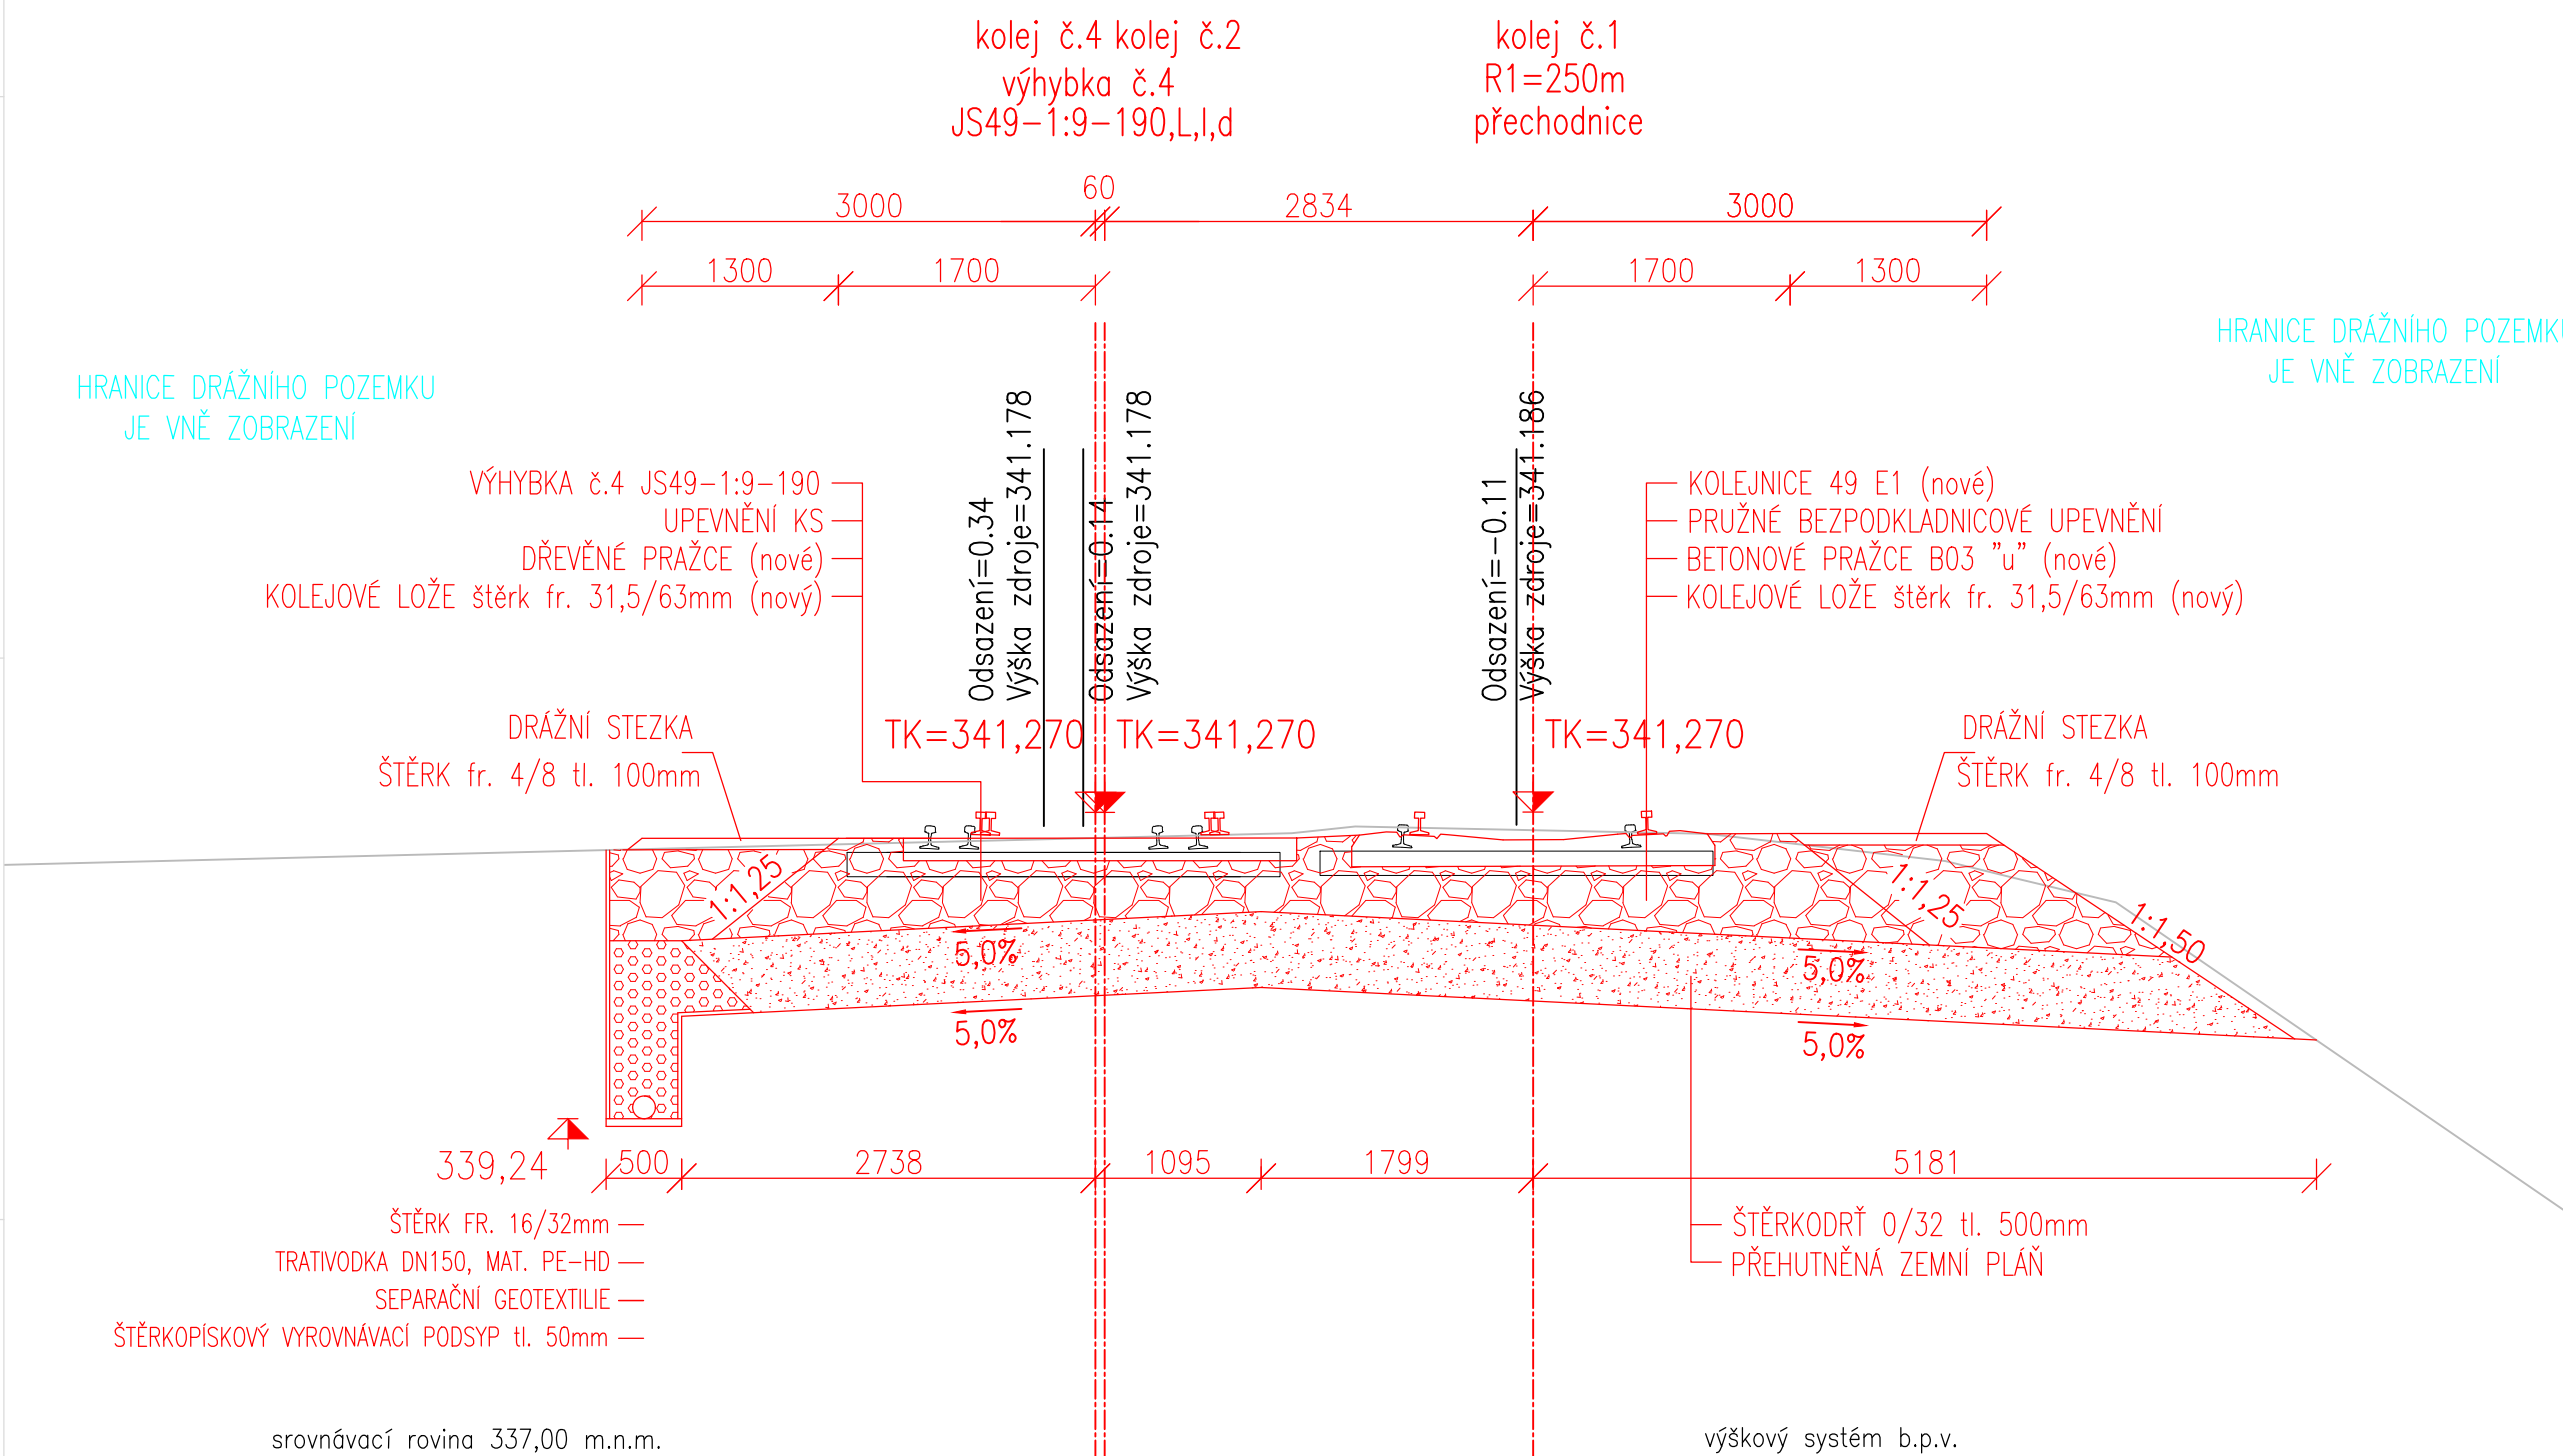 kolej č.4 kolej č.2
výhybka č.4
JS49-1:9-190,L,l,d
kolej č.1
R1=250m
přechodnice
60
3000
2834
3000
1300
1700
1700
1300
HRANICE DRÁŽNÍHO POZEMKU
JE VNĚ ZOBRAZENÍ
HRANICE DRÁŽNÍHO POZEMKU
JE VNĚ ZOBRAZENÍ
Odsazení=0.34
Výška zdroje=341.178
Odsazení=0.14
Výška zdroje=341.178
Odsazení=-0.11
Výška zdroje=341.186
VÝHYBKA č.4 JS49-1:9-190
UPEVNĚNÍ KS
DŘEVĚNÉ PRAŽCE (nové)
KOLEJOVÉ LOŽE štěrk fr. 31,5/63mm (nový)
KOLEJNICE 49 E1 (nové)
PRUŽNÉ BEZPODKLADNICOVÉ UPEVNĚNÍ
BETONOVÉ PRAŽCE B03 "u" (nové)
KOLEJOVÉ LOŽE štěrk fr. 31,5/63mm (nový)
DRÁŽNÍ STEZKA
ŠTĚRK fr. 4/8 tl. 100mm
TK=341,270
TK=341,270
TK=341,270
DRÁŽNÍ STEZKA
ŠTĚRK fr. 4/8 tl. 100mm
1:1,25
1:1,25
1:1,50
5,0%
5,0%
5,0%
5,0%
339,24
500
2738
1095
1799
5181
ŠTĚRK FR. 16/32mm
TRATIVODKA DN150, MAT. PE-HD
SEPARAČNÍ GEOTEXTILIE
ŠTĚRKOPÍSKOVÝ VYROVNÁVACÍ PODSYP tl. 50mm
ŠTĚRKODRŤ 0/32 tl. 500mm
PŘEHUTNĚNÁ ZEMNÍ PLÁŇ
srovnávací rovina 337,00 m.n.m.
výškový systém b.p.v.